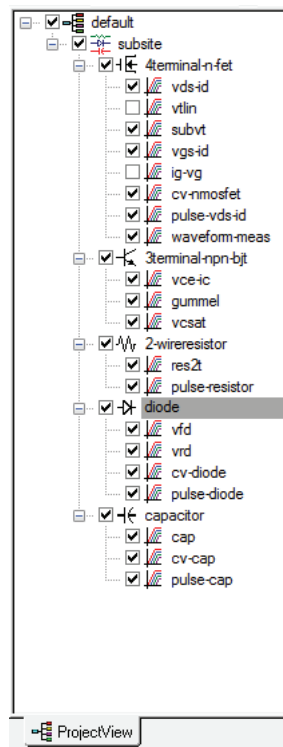 default
subsite
4terminal-n-fet
vds-id
vtlin
subvt
vgs-id
ig-vg
cv-nmosfet
pulse-vds-id
waveform-meas
3terminal-npn-bjt
vce-ic
gummel
vcsat
2-wireresistor
res2t
pulse-resistor
diode
vfd
vrd
cv-diode
pulse-diode
capacitor
cap
cv-cap
pulse-cap
ProjectView